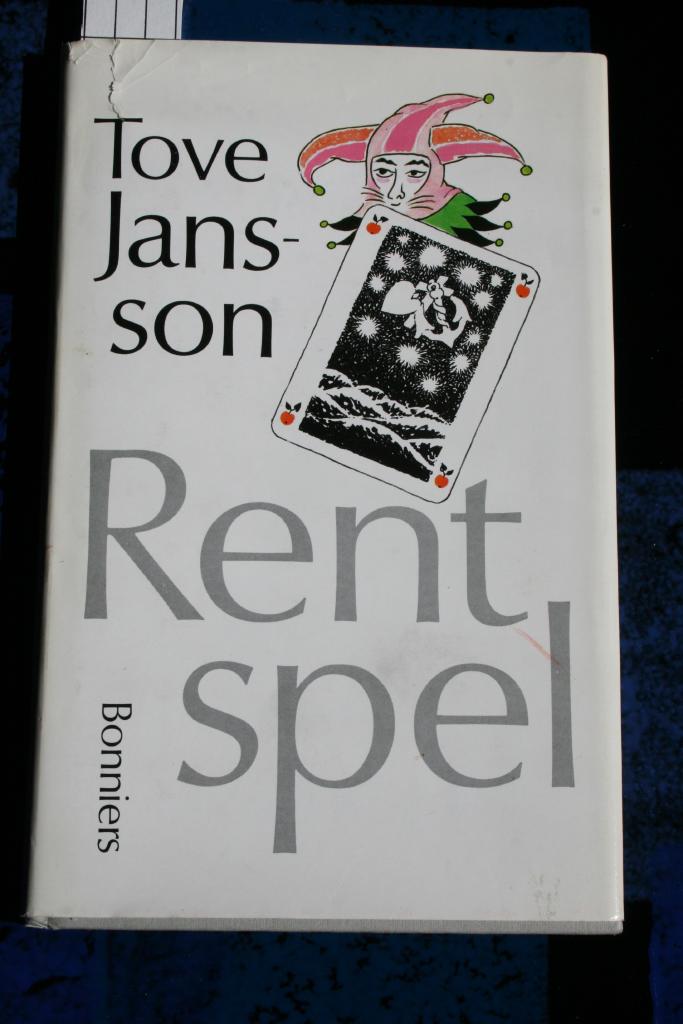 Tove
Jans-
son
Rent
spel
Bonniers